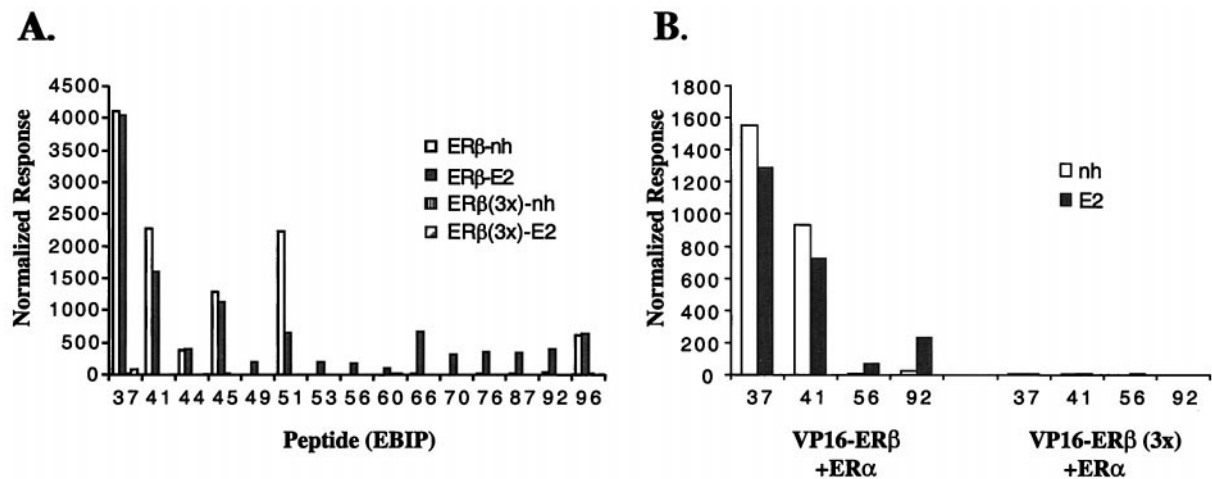 A.
4500
4000
3500
3000
2500
2000
1500
1000
500
0
Normalized Response
ERβ-nh
ERβ-E2
ERβ(3x)-nh
ERβ(3x)-E2
37 41 44 45 49 51 53 56 60 66 70 76 87 92 96
Peptide (EBIP)
B.
1800
1600
1400
1200
1000
800
600
400
200
0
Normalized Response
nh
E2
37 41 56 92 37 41 56 92
VP16-ERβ
+ERα
VP16-ERβ (3x)
+ERα